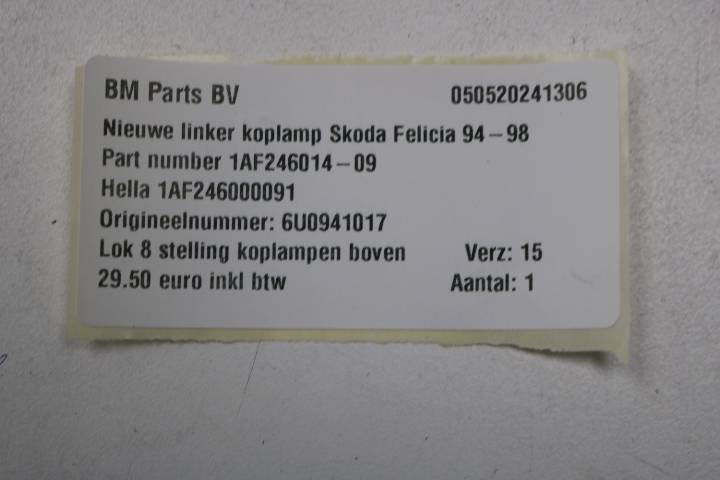 BM Parts BV 050520241306
Nieuwe linker koplamp Skoda Felicia 94-98
Part number 1AF246014-09
Hella 1AF246000091
Origineelnummer: 6U0941017
Lok 8 stelling koplampen boven Verz: 15
29.50 euro inkl btw Aantal: 1